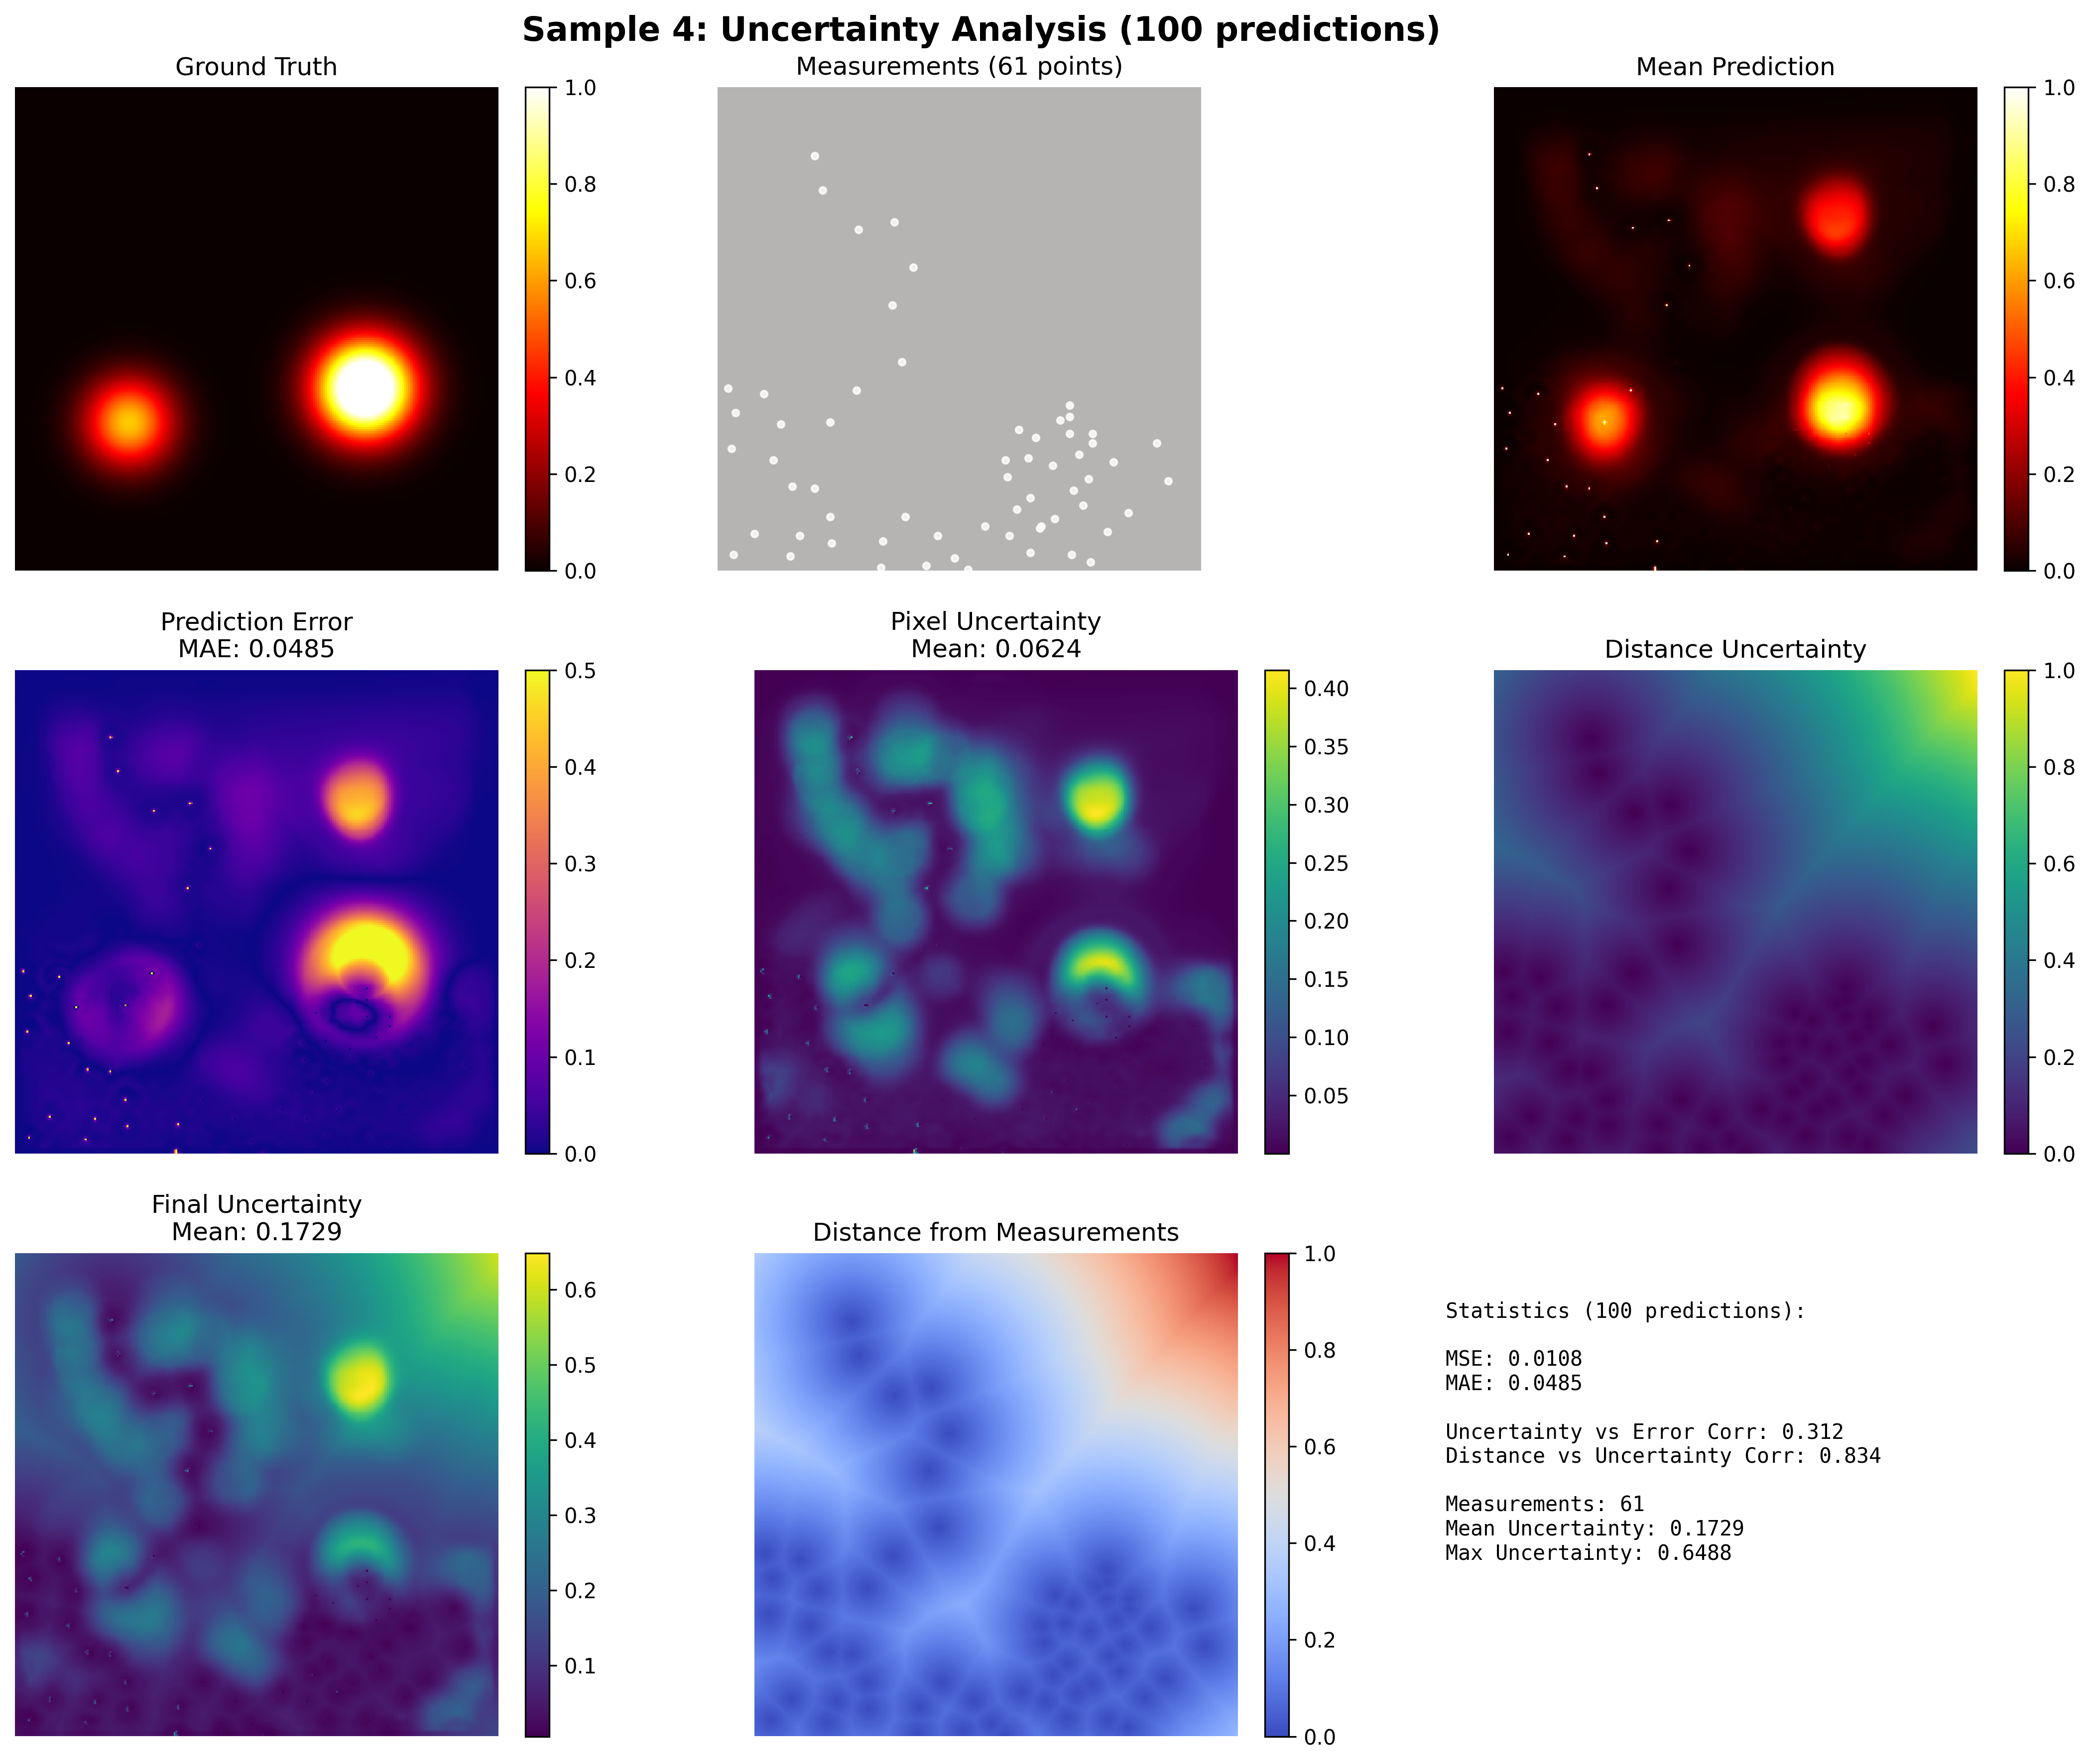 Sample 4: Uncertainty Analysis (100 predictions)
Ground Truth
1.0
0.8
0.6
0.4
0.2
0.0
Measurements (61 points)
Mean Prediction
1.0
0.8
0.6
0.4
0.2
0.0
Prediction Error
MAE: 0.0485
0.5
0.4
0.3
0.2
0.1
0.0
Pixel Uncertainty
Mean: 0.0624
0.40
0.35
0.30
0.25
0.20
0.15
0.10
0.05
Distance Uncertainty
1.0
0.8
0.6
0.4
0.2
0.0
Final Uncertainty
Mean: 0.1729
0.6
0.5
0.4
0.3
0.2
0.1
Distance from Measurements
1.0
0.8
0.6
0.4
0.2
0.0
Statistics (100 predictions):
MSE: 0.0108
MAE: 0.0485
Uncertainty vs Error Corr: 0.312
Distance vs Uncertainty Corr: 0.834
Measurements: 61
Mean Uncertainty: 0.1729
Max Uncertainty: 0.6488